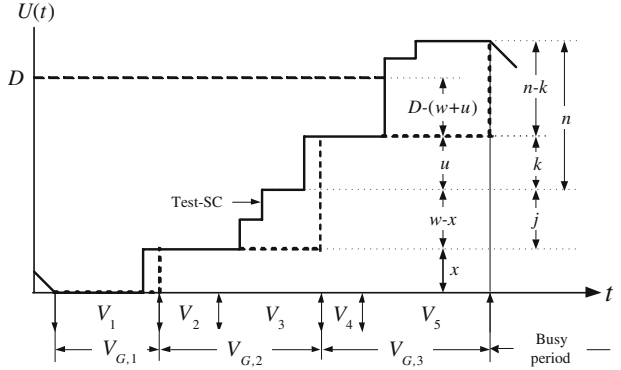 U(t)
D
D-(w+u)
n-k
n
u
k
Test-SC
w-x
j
x
t
V1 V2 V3 V4 V5
VG,1 VG,2 VG,3 Busy period